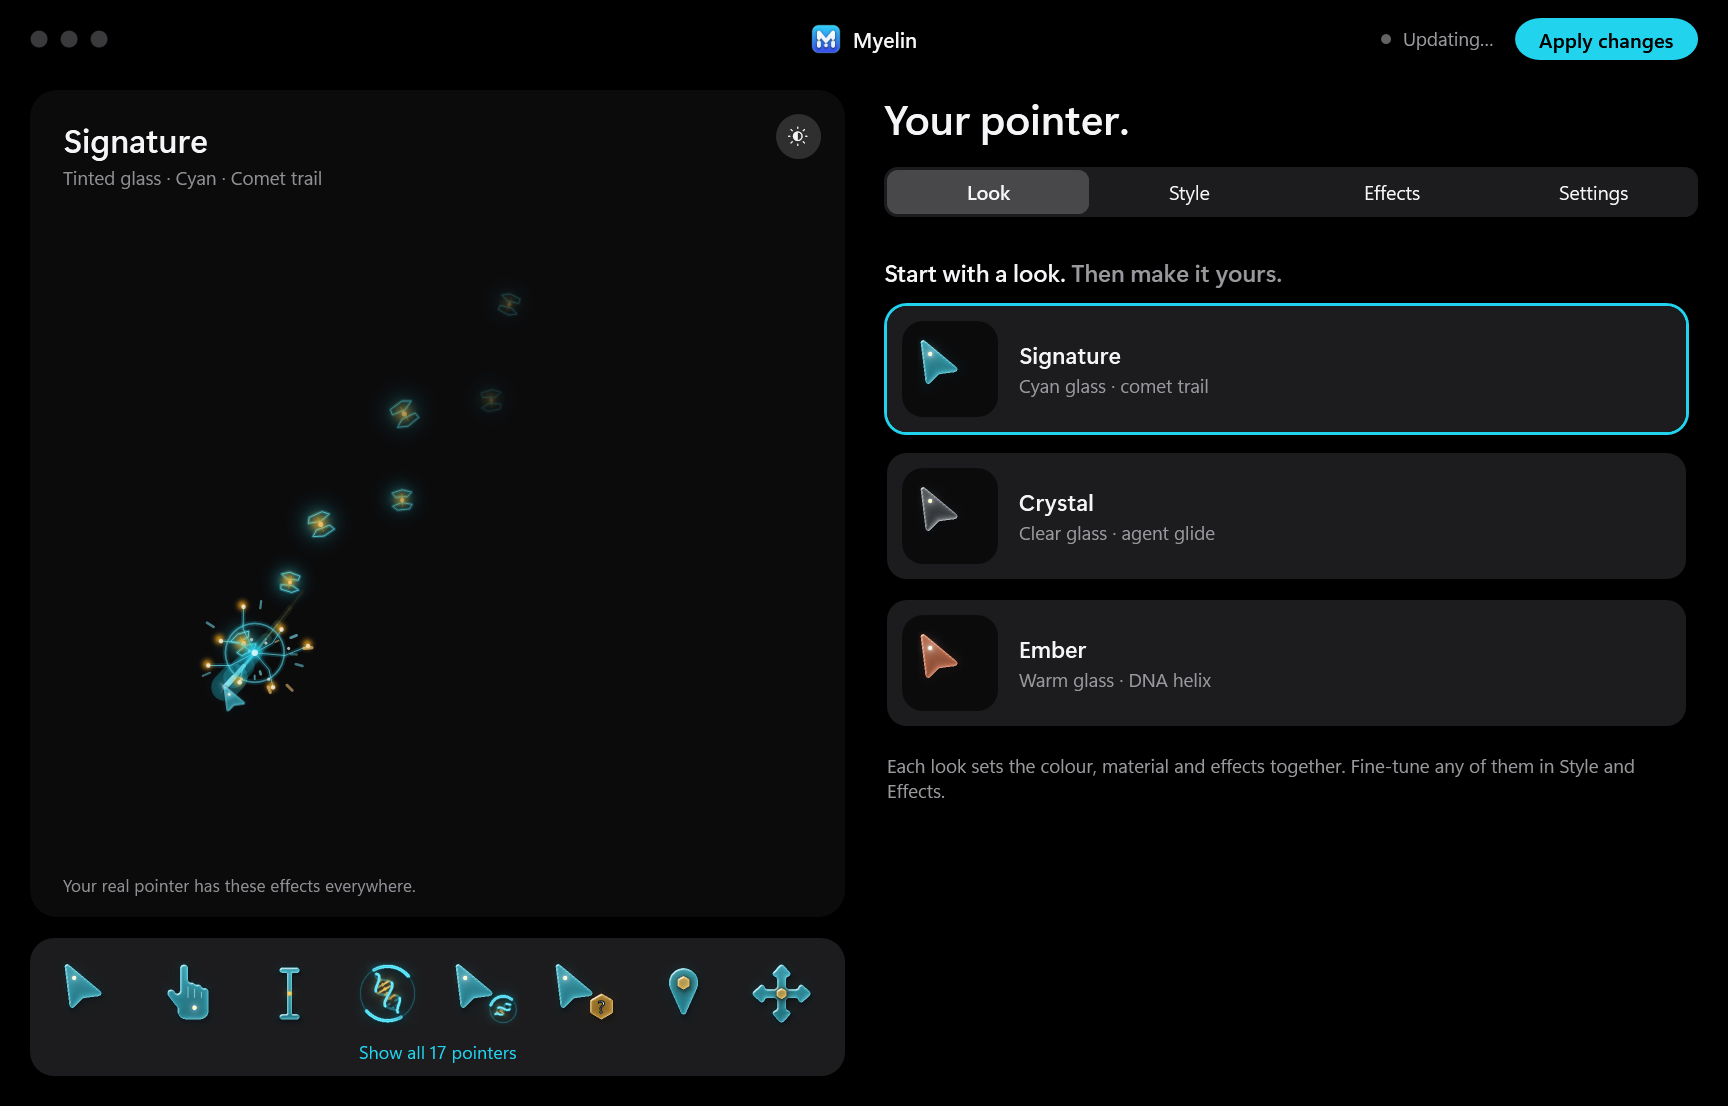 Myelin
Updating...
Apply changes
Signature
Tinted glass · Cyan · Comet trail
Your real pointer has these effects everywhere.
Show all 17 pointers
Your pointer.
Look
Style
Effects
Settings
Start with a look. Then make it yours.
Signature
Cyan glass · comet trail
Crystal
Clear glass · agent glide
Ember
Warm glass · DNA helix
Each look sets the colour, material and effects together. Fine-tune any of them in Style and
Effects.